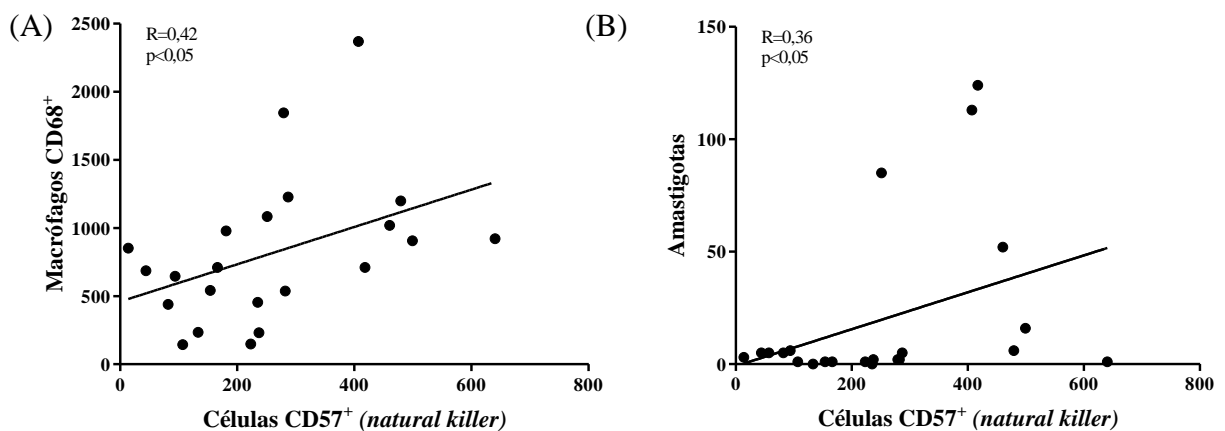 (A)
R=0,42
p<0,05
Macrófagos CD68⁺
2500
2000
1500
1000
500
0
0 200 400 600 800
Células CD57⁺ (natural killer)
(B)
R=0,36
p<0,05
Amastigotas
150
100
50
0
0 200 400 600 800
Células CD57⁺ (natural killer)